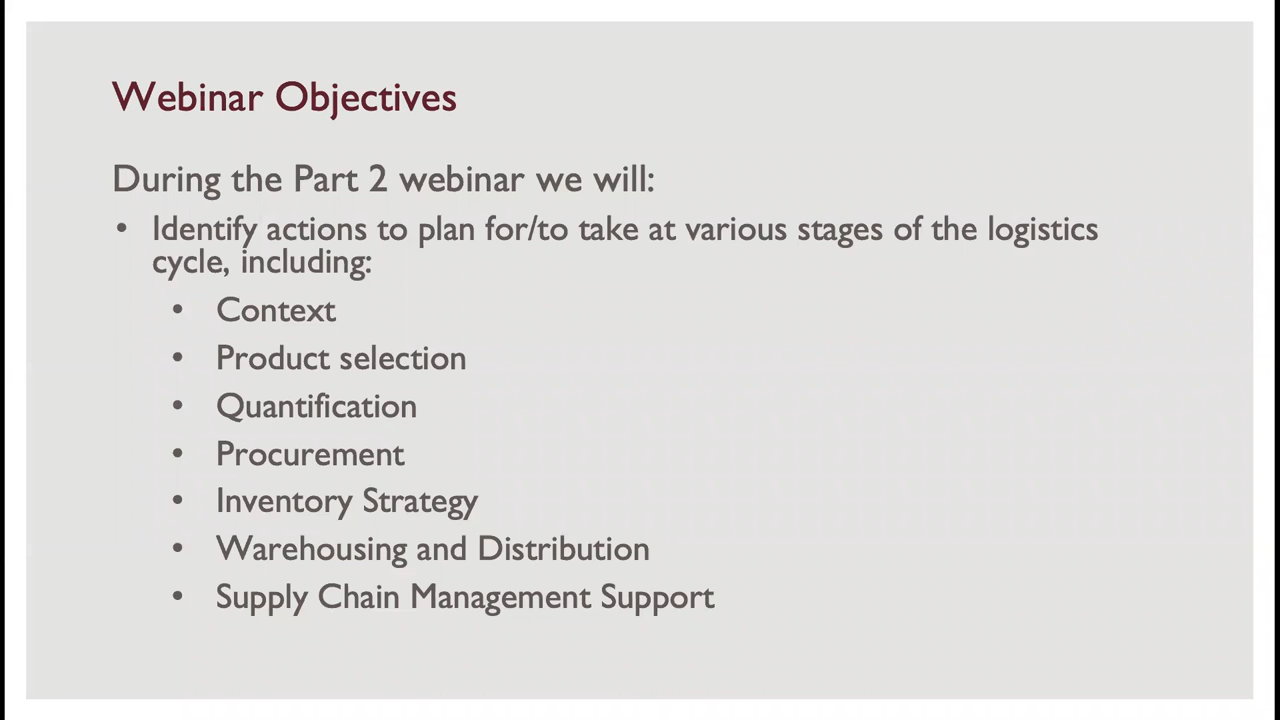 Webinar Objectives
During the Part 2 webinar we will:
• Identify actions to plan for/to take at various stages of the logistics
cycle, including:
• Context
• Product selection
• Quantification
• Procurement
• Inventory Strategy
• Warehousing and Distribution
• Supply Chain Management Support